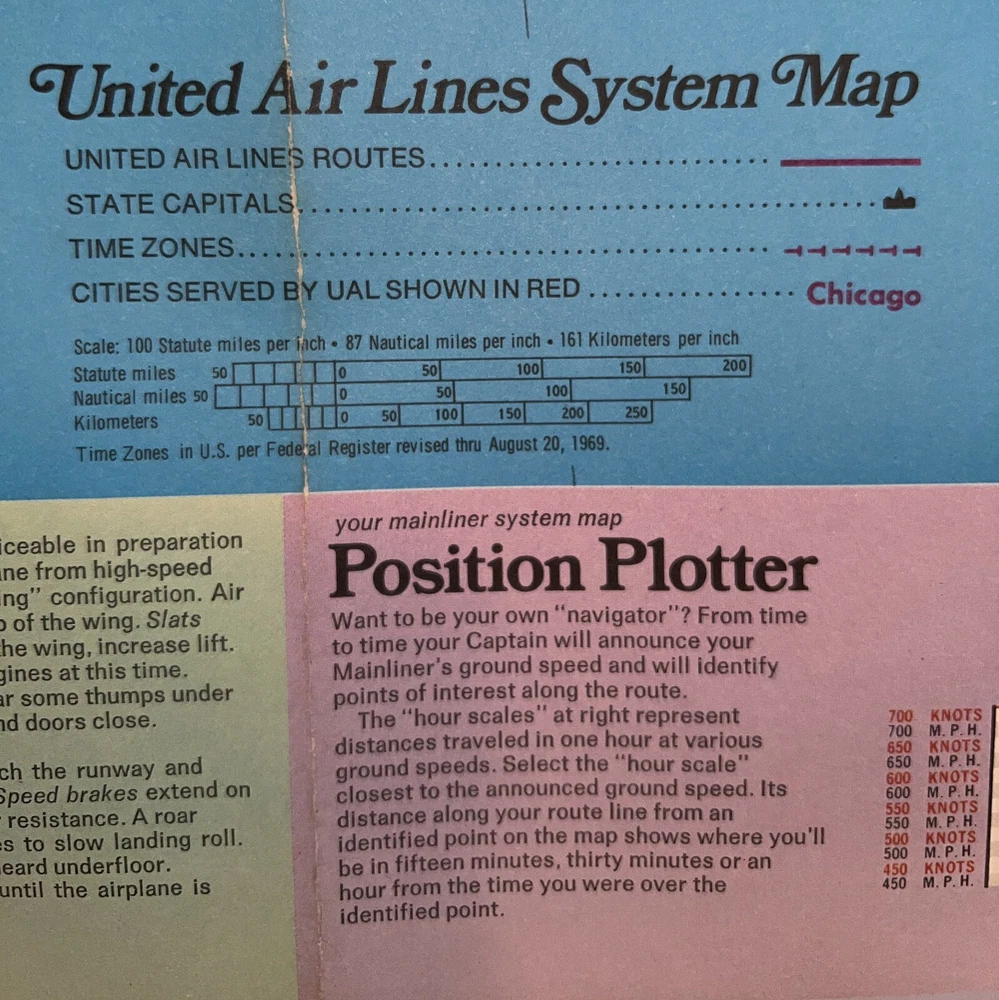 United Air Lines System Map
UNITED AIR LINES ROUTES
STATE CAPITALS
TIME ZONES
CITIES SERVED BY UAL SHOWN IN RED Chicago
Scale: 100 Statute miles per inch • 87 Nautical miles per inch • 161 Kilometers per inch
Statute miles 50 0 50 100 150 200
Nautical miles 50 0 50 100 150
Kilometers 50 0 50 100 150 200 250
Time Zones in U.S. per Federal Register revised thru August 20, 1969.
iceable in preparation
ne from high-speed
ing” configuration. Air
of the wing. Slats
he wing, increase lift.
gines at this time.
ar some thumps under
nd doors close.
ch the runway and
Speed brakes extend on
resistance. A roar
es to slow landing roll.
eard underfloor.
until the airplane is
your mainliner system map
Position Plotter
Want to be your own “navigator”? From time
to time your Captain will announce your
Mainliner’s ground speed and will identify
points of interest along the route.
The “hour scales” at right represent
distances traveled in one hour at various
ground speeds. Select the “hour scale”
closest to the announced ground speed. Its
distance along your route line from an
identified point on the map shows where you’ll
be in fifteen minutes, thirty minutes or an
hour from the time you were over the
identified point.
700 KNOTS
700 M.P.H.
650 KNOTS
650 M.P.H.
600 KNOTS
600 M.P.H.
550 KNOTS
550 M.P.H.
500 KNOTS
500 M.P.H.
450 KNOTS
450 M.P.H.